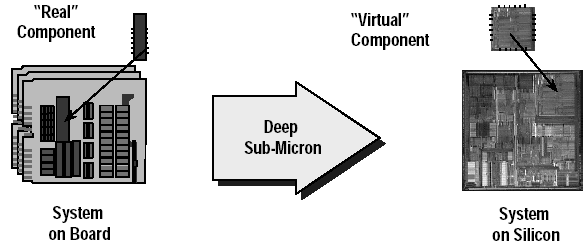 “Real”
Component
“Virtual”
Component
Deep
Sub-Micron
System
on Board
System
on Silicon